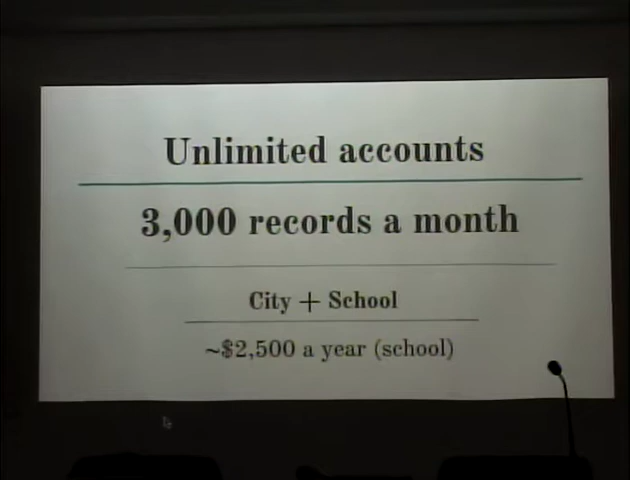 Unlimited accounts
3,000 records a month
City + School
~$2,500 a year (school)